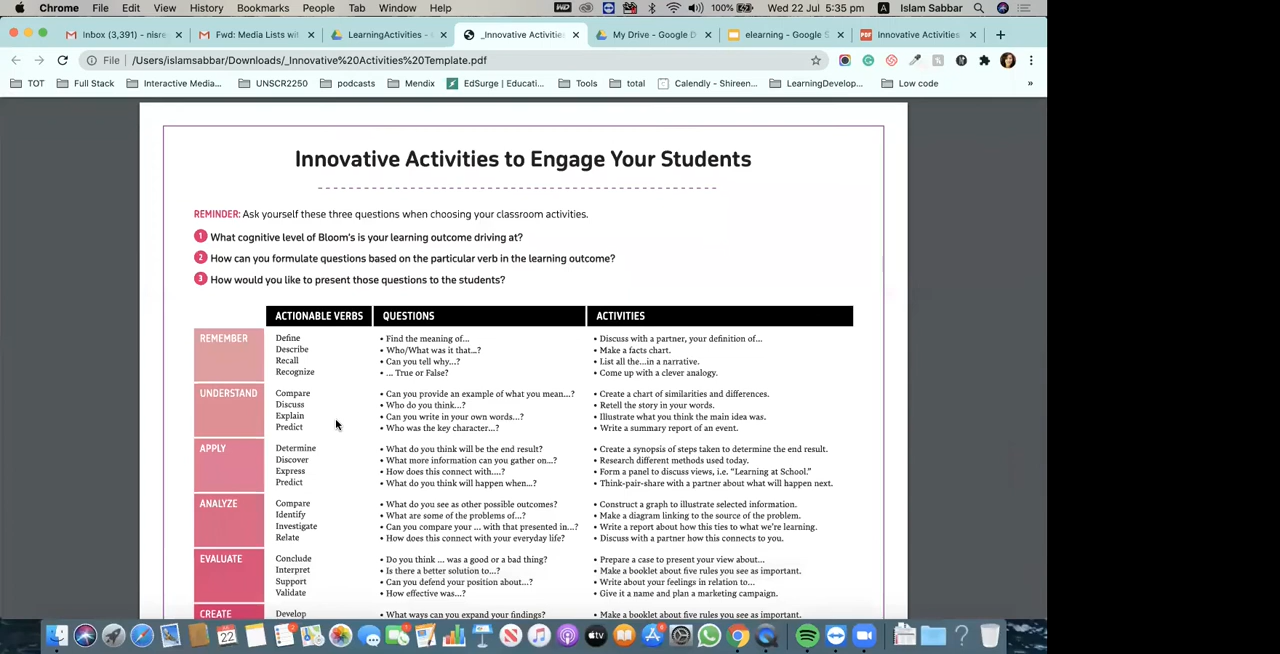 Chrome File Edit View History Bookmarks People Tab Window Help 100% Wed 22 Jul 5:35 pm Islam Sabbar
Inbox (3,391) - nisre Fwd: Media Lists wit LearningActivities - _Innovative Activitie My Drive - Google D elearning - Google S Innovative Activities
File /Users/islamsabbar/Downloads/_Innovative%20Activities%20Template.pdf
TOT Full Stack Interactive Media... UNSCR2250 podcasts Mendix EdSurge | Educati... Tools total Calendly - Shireen... LearningDevelop... Low code »
Innovative Activities to Engage Your Students
REMINDER: Ask yourself these three questions when choosing your classroom activities.
1 What cognitive level of Bloom's is your learning outcome driving at?
2 How can you formulate questions based on the particular verb in the learning outcome?
3 How would you like to present those questions to the students?
ACTIONABLE VERBS QUESTIONS ACTIVITIES
REMEMBER Define • Find the meaning of... • Discuss with a partner, your definition of...
Describe • Who/What was it that...? • Make a facts chart.
Recall • Can you tell why...? • List all the...in a narrative.
Recognize • ... True or False? • Come up with a clever analogy.
UNDERSTAND Compare • Can you provide an example of what you mean...? • Create a chart of similarities and differences.
Discuss • Who do you think...? • Retell the story in your words.
Explain • Can you write in your own words...? • Illustrate what you think the main idea was.
Predict • Who was the key character...? • Write a summary report of an event.
APPLY Determine • What do you think will be the end result? • Create a synopsis of steps taken to determine the end result.
Discover • What more information can you gather on...? • Research different methods used today.
Express • How does this connect with....? • Form a panel to discuss views, i.e. “Learning at School.”
Predict • What do you think will happen when...? • Think-pair-share with a partner about what will happen next.
ANALYZE Compare • What do you see as other possible outcomes? • Construct a graph to illustrate selected information.
Identify • What are some of the problems of...? • Make a diagram linking to the source of the problem.
Investigate • Can you compare your ... with that presented in...? • Write a report about how this ties to what we're learning.
Relate • How does this connect with your everyday life? • Discuss with a partner how this connects to you.
EVALUATE Conclude • Do you think ... was a good or a bad thing? • Prepare a case to present your view about...
Interpret • Is there a better solution to...? • Make a booklet about five rules you see as important.
Support • Can you defend your position about...? • Write about your feelings in relation to...
Validate • How effective was...? • Give it a name and plan a marketing campaign.
CREATE Develop • What ways can you expand your findings? • Make a booklet about five rules you see as important.